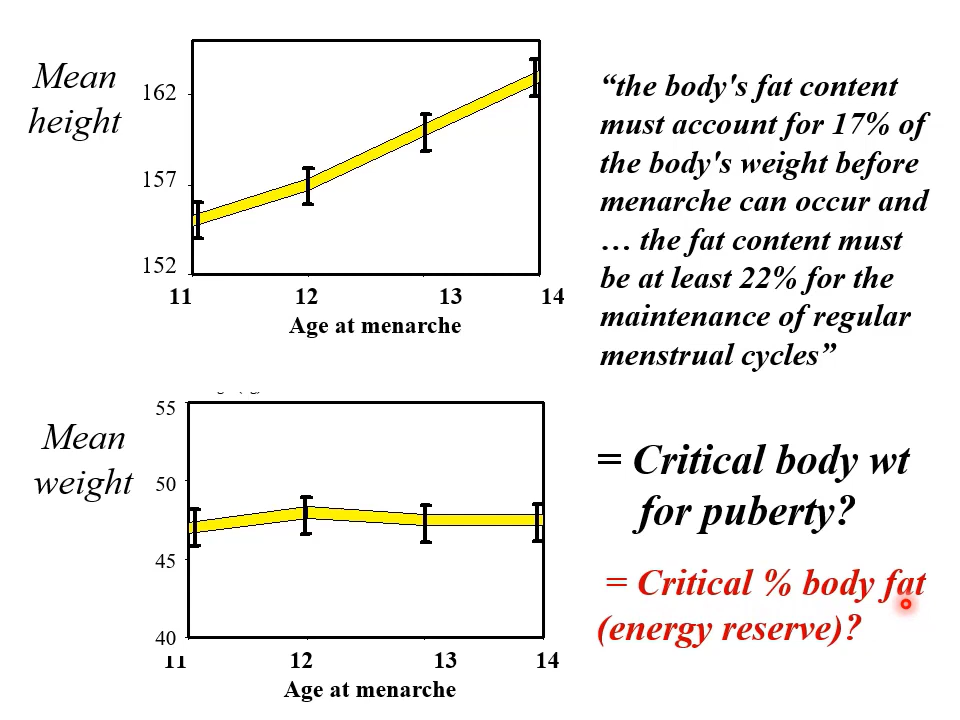 Mean
height
162
157
152
11 12 13 14
Age at menarche
“the body's fat content
must account for 17% of
the body's weight before
menarche can occur and
… the fat content must
be at least 22% for the
maintenance of regular
menstrual cycles”
Mean
weight
55
50
45
40
11 12 13 14
Age at menarche
= Critical body wt
for puberty?
= Critical % body fat
(energy reserve)?